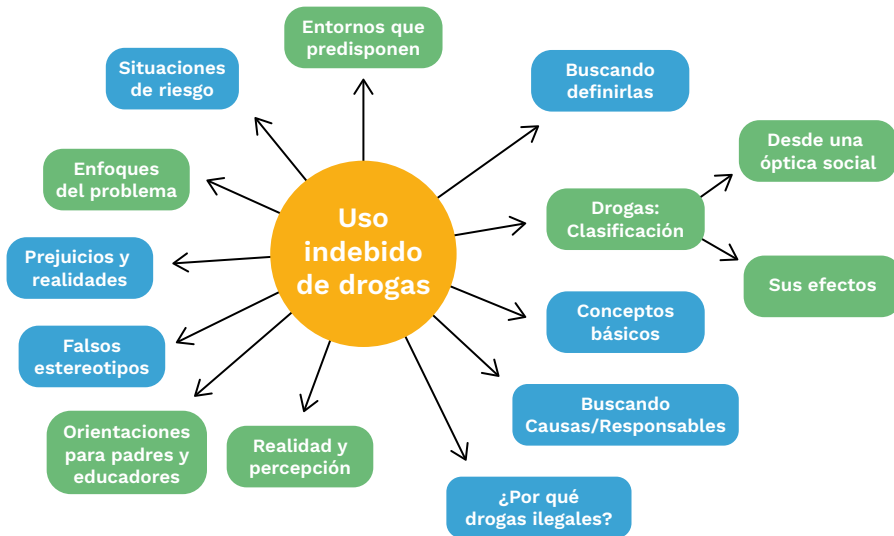 Entornos que
predisponen
Situaciones
de riesgo
Buscando
definirlas
Desde una
óptica social
Enfoques
del problema
Uso
indebido
de drogas
Drogas:
Clasificación
Prejuicios y
realidades
Sus efectos
Conceptos
básicos
Falsos
estereotipos
Buscando
Causas/Responsables
Orientaciones
para padres y
educadores
Realidad y
percepción
¿Por qué
drogas ilegales?